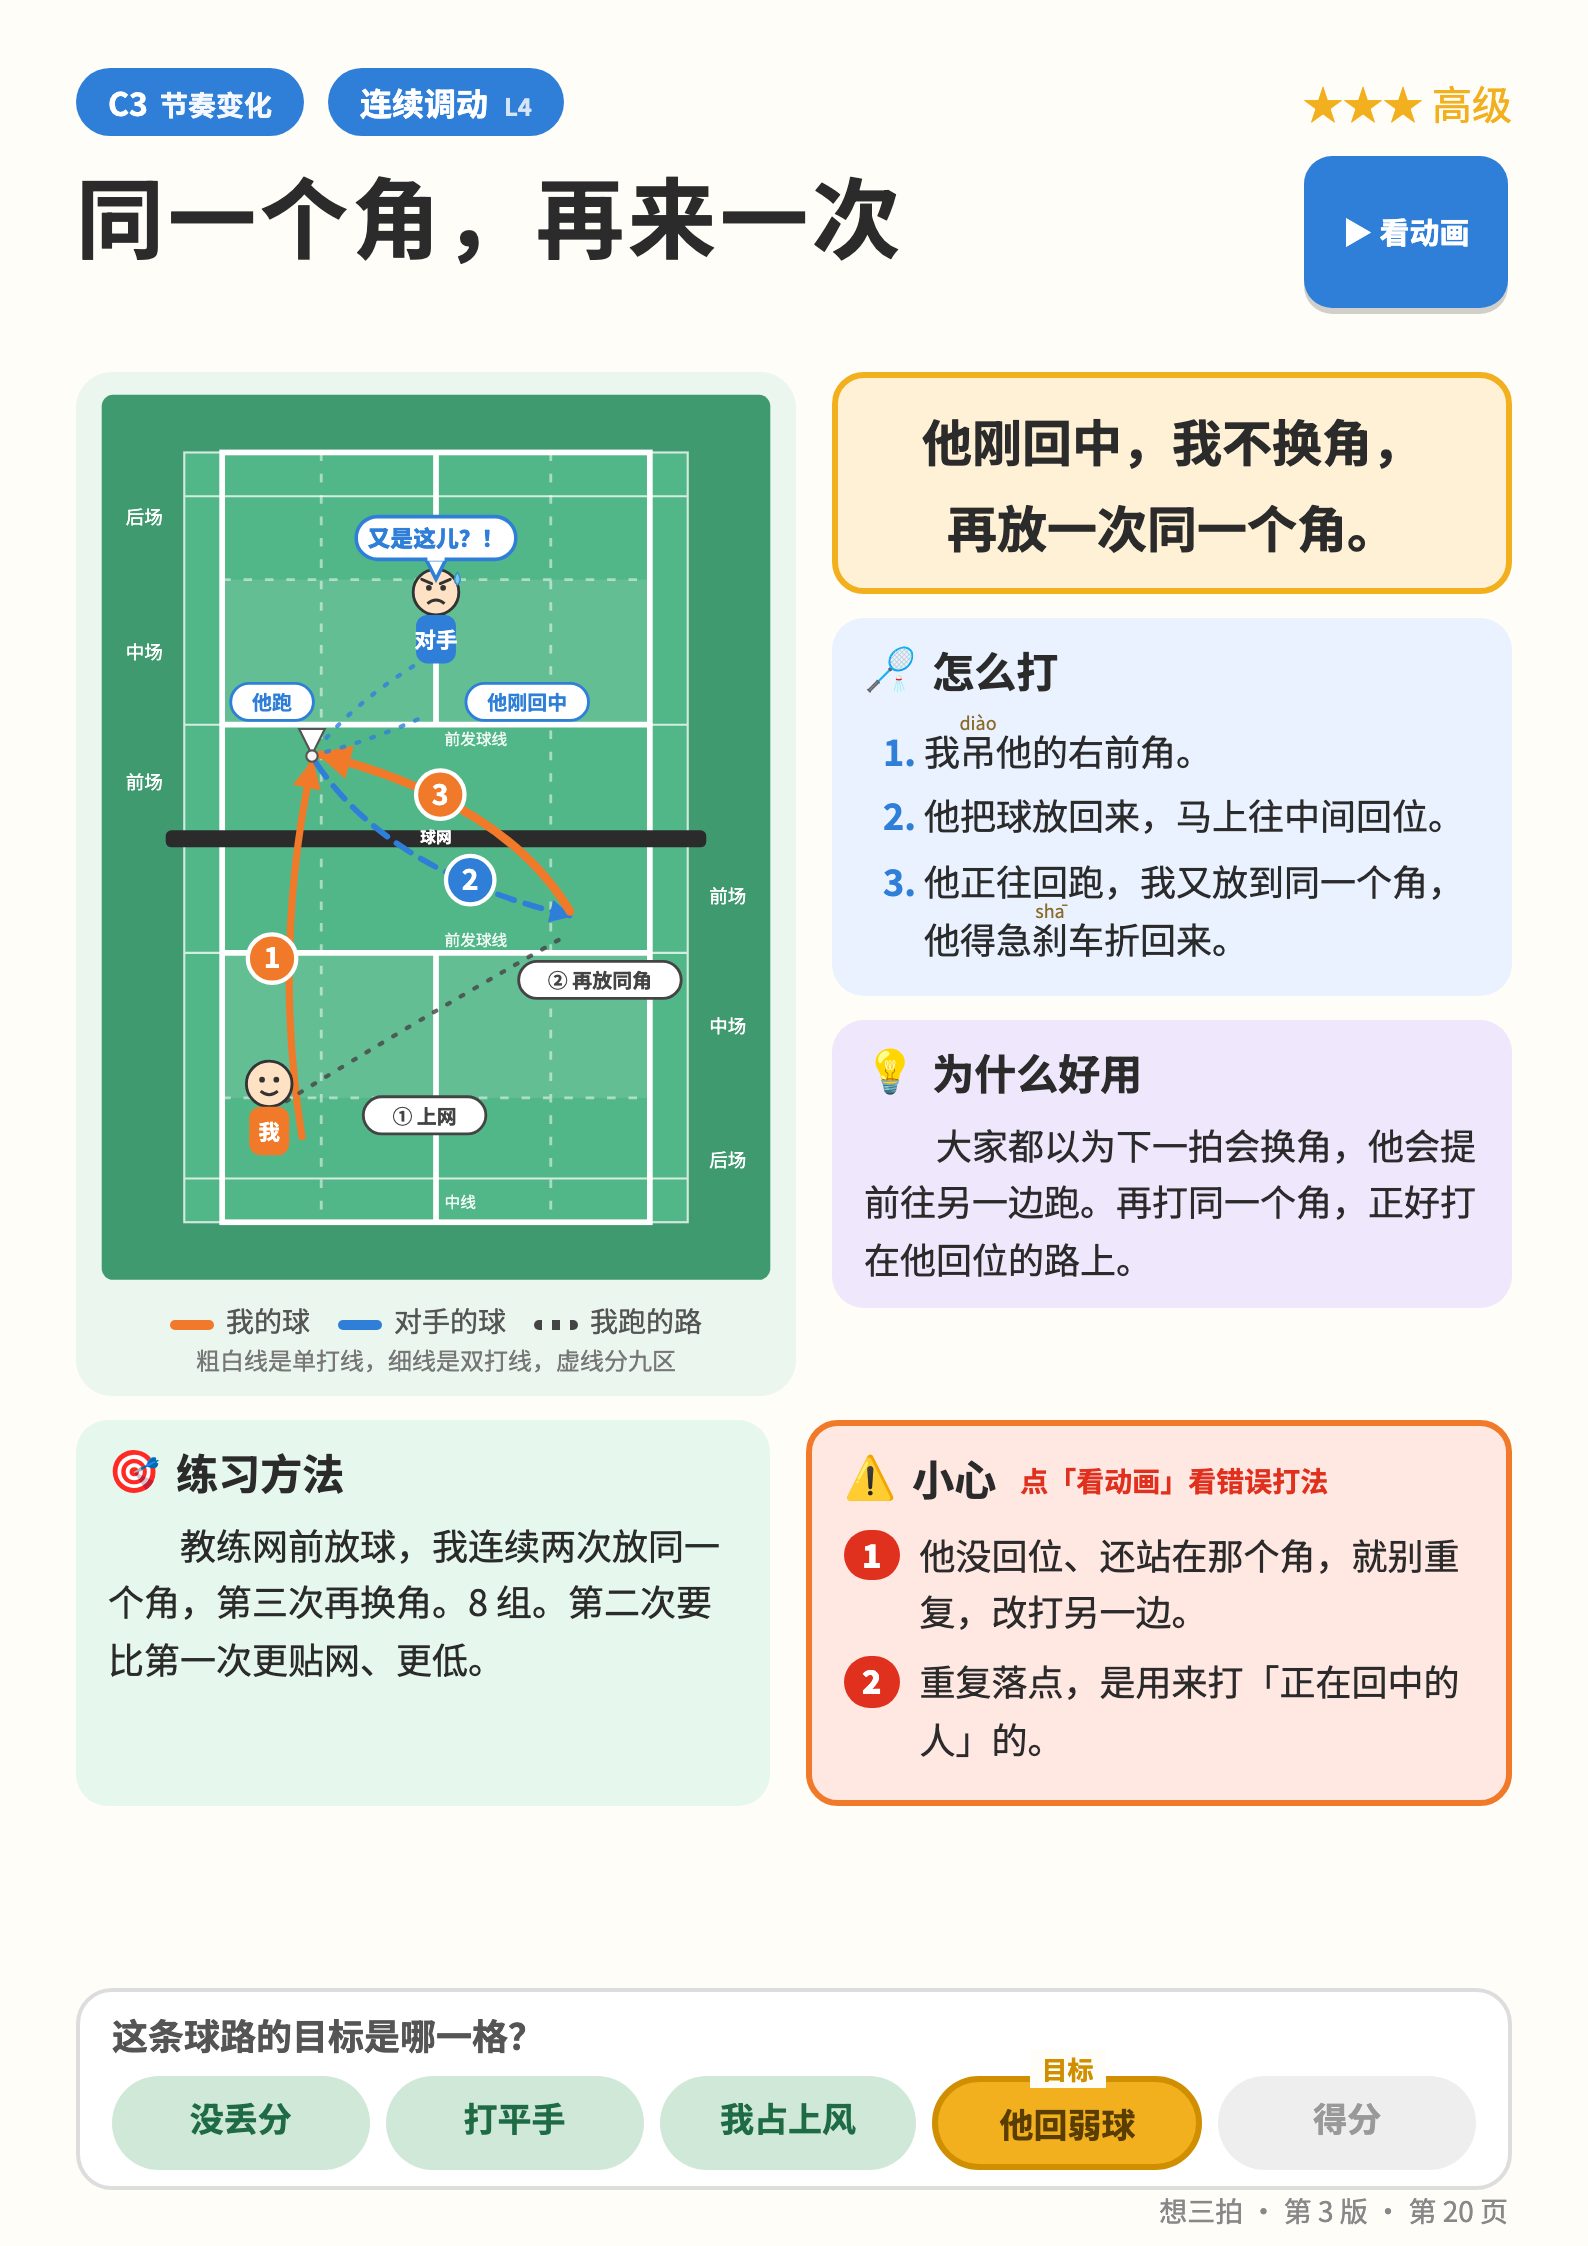 C3 节奏变化
连续调动 L4
★★★ 高级
同一个角，再来一次
▶ 看动画
后场
又是这儿？！
对手
中场
他跑
他刚回中
前发球线
前场
3
球网
2
前场
前发球线
1
② 再放同角
中场
① 上网
我
后场
中线
我的球 对手的球 我跑的路
粗白线是单打线，细线是双打线，虚线分九区
他刚回中，我不换角，
再放一次同一个角。
怎么打
diào
1. 我吊他的右前角。
2. 他把球放回来，马上往中间回位。
3. 他正往回跑，我又放到同一个角，
shā
他得急刹车折回来。
为什么好用
大家都以为下一拍会换角，他会提
前往另一边跑。再打同一个角，正好打
在他回位的路上。
练习方法
教练网前放球，我连续两次放同一
个角，第三次再换角。8 组。第二次要
比第一次更贴网、更低。
小心 点「看动画」看错误打法
1 他没回位、还站在那个角，就别重
复，改打另一边。
2 重复落点，是用来打「正在回中的
人」的。
这条球路的目标是哪一格？
目标
没丢分 打平手 我占上风 他回弱球 得分
想三拍 · 第 3 版 · 第 20 页